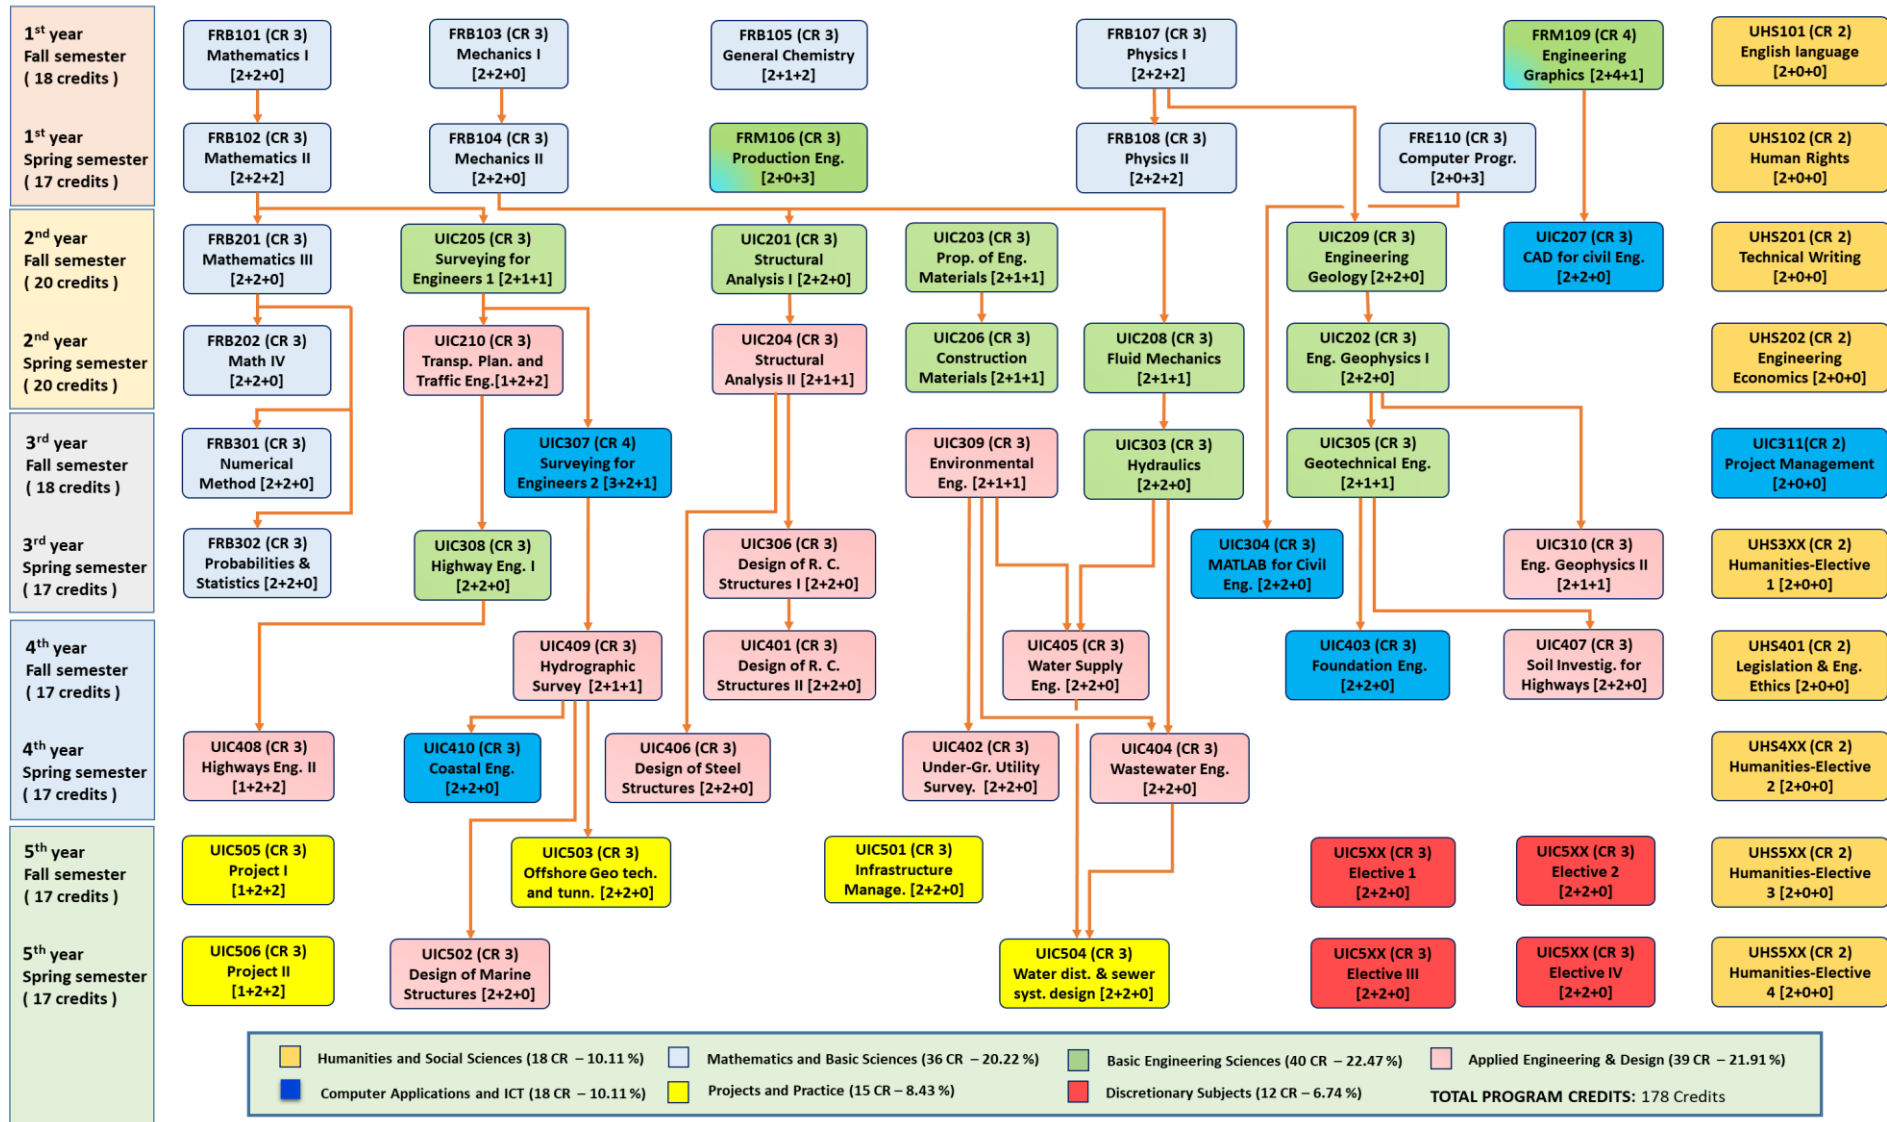 1st year
Fall semester
( 18 credits )
FRB101 (CR 3)
Mathematics I
[2+2+0]
FRB103 (CR 3)
Mechanics I
[2+2+0]
FRB105 (CR 3)
General Chemistry
[2+1+2]
FRB107 (CR 3)
Physics I
[2+2+2]
FRM109 (CR 4)
Engineering
Graphics [2+4+1]
UHS101 (CR 2)
English language
[2+0+0]
1st year
Spring semester
( 17 credits )
FRB102 (CR 3)
Mathematics II
[2+2+2]
FRB104 (CR 3)
Mechanics II
[2+2+0]
FRM106 (CR 3)
Production Eng.
[2+0+3]
FRB108 (CR 3)
Physics II
[2+2+2]
FRE110 (CR 3)
Computer Progr.
[2+0+3]
UHS102 (CR 2)
Human Rights
[2+0+0]
2nd year
Fall semester
( 20 credits )
FRB201 (CR 3)
Mathematics III
[2+2+0]
UIC205 (CR 3)
Surveying for
Engineers 1 [2+1+1]
UIC201 (CR 3)
Structural
Analysis I [2+2+0]
UIC203 (CR 3)
Prop. of Eng.
Materials [2+1+1]
UIC209 (CR 3)
Engineering
Geology [2+2+0]
UIC207 (CR 3)
CAD for civil Eng.
[2+2+0]
UHS201 (CR 2)
Technical Writing
[2+0+0]
2nd year
Spring semester
( 20 credits )
FRB202 (CR 3)
Math IV
[2+2+0]
UIC210 (CR 3)
Transp. Plan. and
Traffic Eng.[1+2+2]
UIC204 (CR 3)
Structural
Analysis II [2+1+1]
UIC206 (CR 3)
Construction
Materials [2+1+1]
UIC208 (CR 3)
Fluid Mechanics
[2+1+1]
UIC202 (CR 3)
Eng. Geophysics I
[2+2+0]
UHS202 (CR 2)
Engineering
Economics [2+0+0]
3rd year
Fall semester
( 18 credits )
FRB301 (CR 3)
Numerical
Method [2+2+0]
UIC307 (CR 4)
Surveying for
Engineers 2 [3+2+1]
UIC309 (CR 3)
Environmental
Eng. [2+1+1]
UIC303 (CR 3)
Hydraulics
[2+2+0]
UIC305 (CR 3)
Geotechnical Eng.
[2+1+1]
UIC311(CR 2)
Project Management
[2+0+0]
3rd year
Spring semester
( 17 credits )
FRB302 (CR 3)
Probabilities &
Statistics [2+2+0]
UIC308 (CR 3)
Highway Eng. I
[2+2+0]
UIC306 (CR 3)
Design of R. C.
Structures I [2+2+0]
UIC304 (CR 3)
MATLAB for Civil
Eng. [2+2+0]
UIC310 (CR 3)
Eng. Geophysics II
[2+1+1]
UHS3XX (CR 2)
Humanities-Elective
1 [2+0+0]
4th year
Fall semester
( 17 credits )
UIC409 (CR 3)
Hydrographic
Survey [2+1+1]
UIC401 (CR 3)
Design of R. C.
Structures II [2+2+0]
UIC405 (CR 3)
Water Supply
Eng. [2+2+0]
UIC403 (CR 3)
Foundation Eng.
[2+2+0]
UIC407 (CR 3)
Soil Investig. for
Highways [2+2+0]
UHS401 (CR 2)
Legislation & Eng.
Ethics [2+0+0]
4th year
Spring semester
( 17 credits )
UIC408 (CR 3)
Highways Eng. II
[1+2+2]
UIC410 (CR 3)
Coastal Eng.
[2+2+0]
UIC406 (CR 3)
Design of Steel
Structures [2+2+0]
UIC402 (CR 3)
Under-Gr. Utility
Survey. [2+2+0]
UIC404 (CR 3)
Wastewater Eng.
[2+2+0]
UHS4XX (CR 2)
Humanities-Elective
2 [2+0+0]
5th year
Fall semester
( 17 credits )
UIC505 (CR 3)
Project I
[1+2+2]
UIC503 (CR 3)
Offshore Geo tech.
and tunn. [2+2+0]
UIC501 (CR 3)
Infrastructure
Manage. [2+2+0]
UIC5XX (CR 3)
Elective 1
[2+2+0]
UIC5XX (CR 3)
Elective 2
[2+2+0]
UHS5XX (CR 2)
Humanities-Elective
3 [2+0+0]
5th year
Spring semester
( 17 credits )
UIC506 (CR 3)
Project II
[1+2+2]
UIC502 (CR 3)
Design of Marine
Structures [2+2+0]
UIC504 (CR 3)
Water dist. & sewer
syst. design [2+2+0]
UIC5XX (CR 3)
Elective III
[2+2+0]
UIC5XX (CR 3)
Elective IV
[2+2+0]
UHS5XX (CR 2)
Humanities-Elective
4 [2+0+0]
Humanities and Social Sciences (18 CR – 10.11 %)
Mathematics and Basic Sciences (36 CR – 20.22 %)
Basic Engineering Sciences (40 CR – 22.47 %)
Applied Engineering & Design (39 CR – 21.91 %)
Computer Applications and ICT (18 CR – 10.11 %)
Projects and Practice (15 CR – 8.43 %)
Discretionary Subjects (12 CR – 6.74 %)
TOTAL PROGRAM CREDITS: 178 Credits